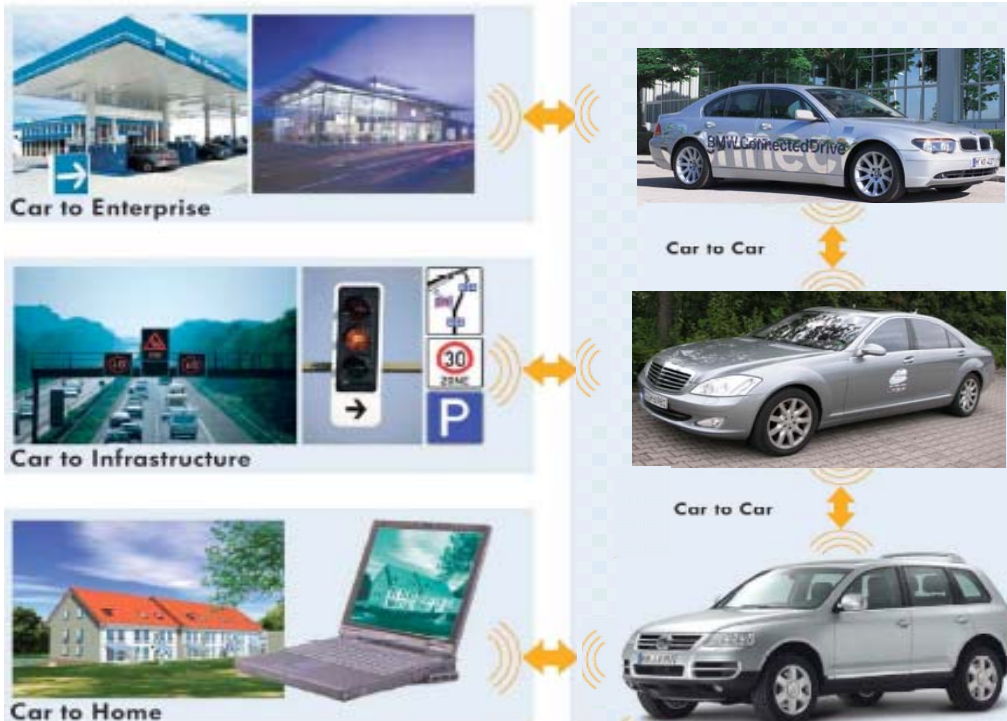 BMW ConnectedDrive
connect
Car to Enterprise
Car to Car
30
ZONE
P
Car to Infrastructure
Car to Car
Car to Home